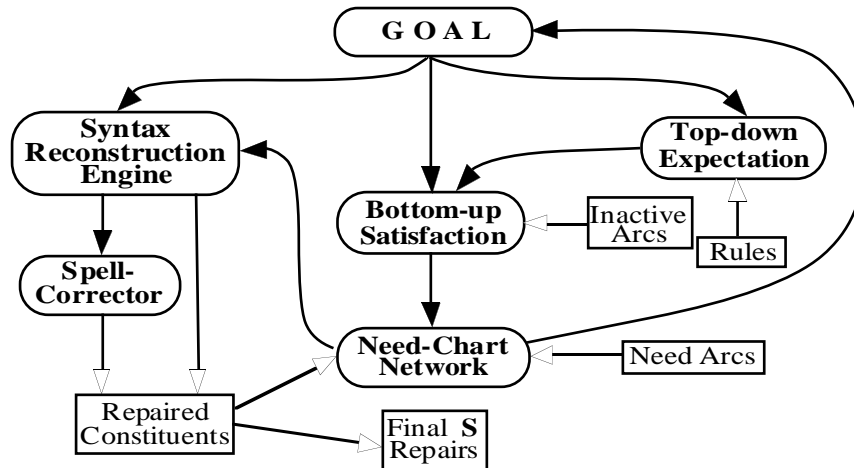 G O A L
Syntax
Reconstruction
Engine
Top-down
Expectation
Bottom-up
Satisfaction
Inactive
Arcs
Rules
Spell-
Corrector
Need-Chart
Network
Need Arcs
Repaired
Constituents
Final S
Repairs